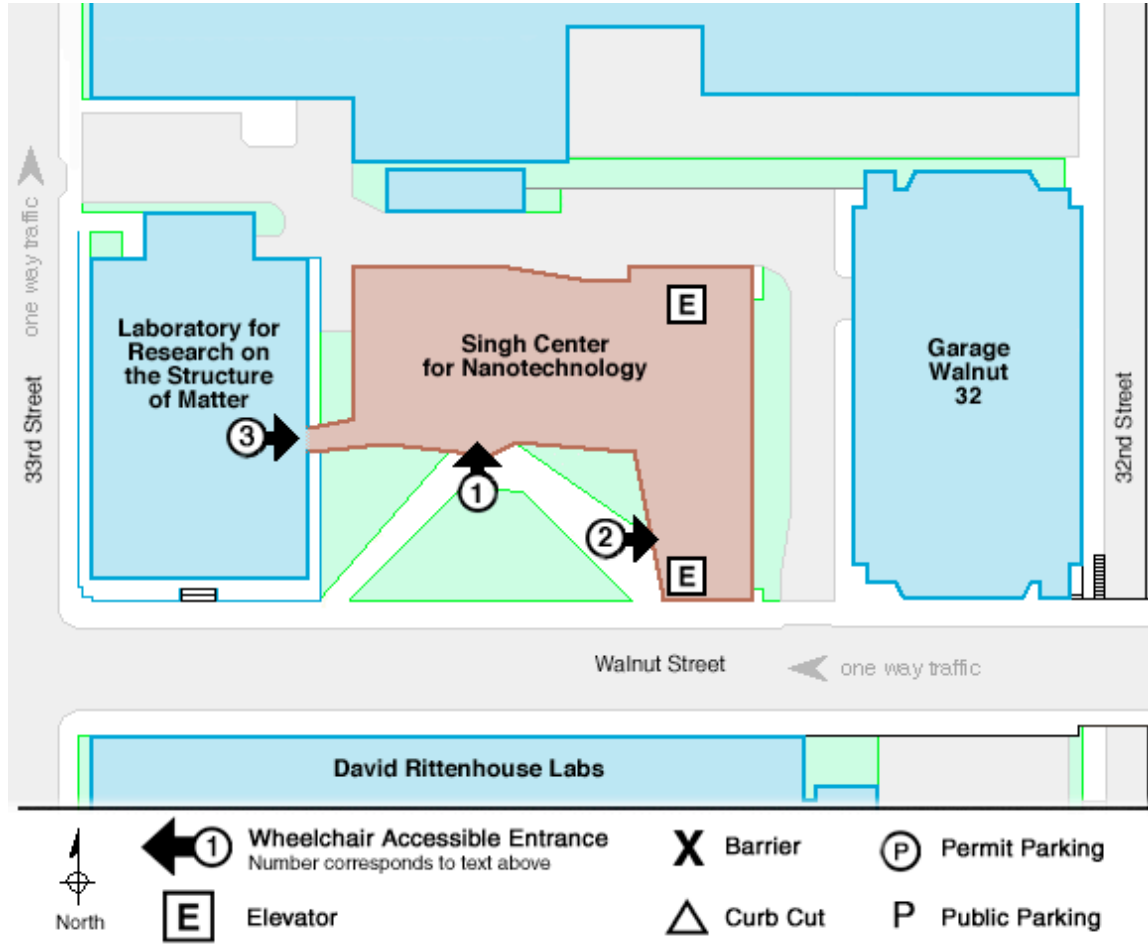 one way traffic
33rd Street
Laboratory for
Research on
the Structure
of Matter
Singh Center
for Nanotechnology
E
Garage
Walnut
32
32nd Street
3
1
2
E
Walnut Street
one way traffic
David Rittenhouse Labs
1 Wheelchair Accessible Entrance
Number corresponds to text above
X Barrier
P Permit Parking
North
E Elevator
Curb Cut
P Public Parking